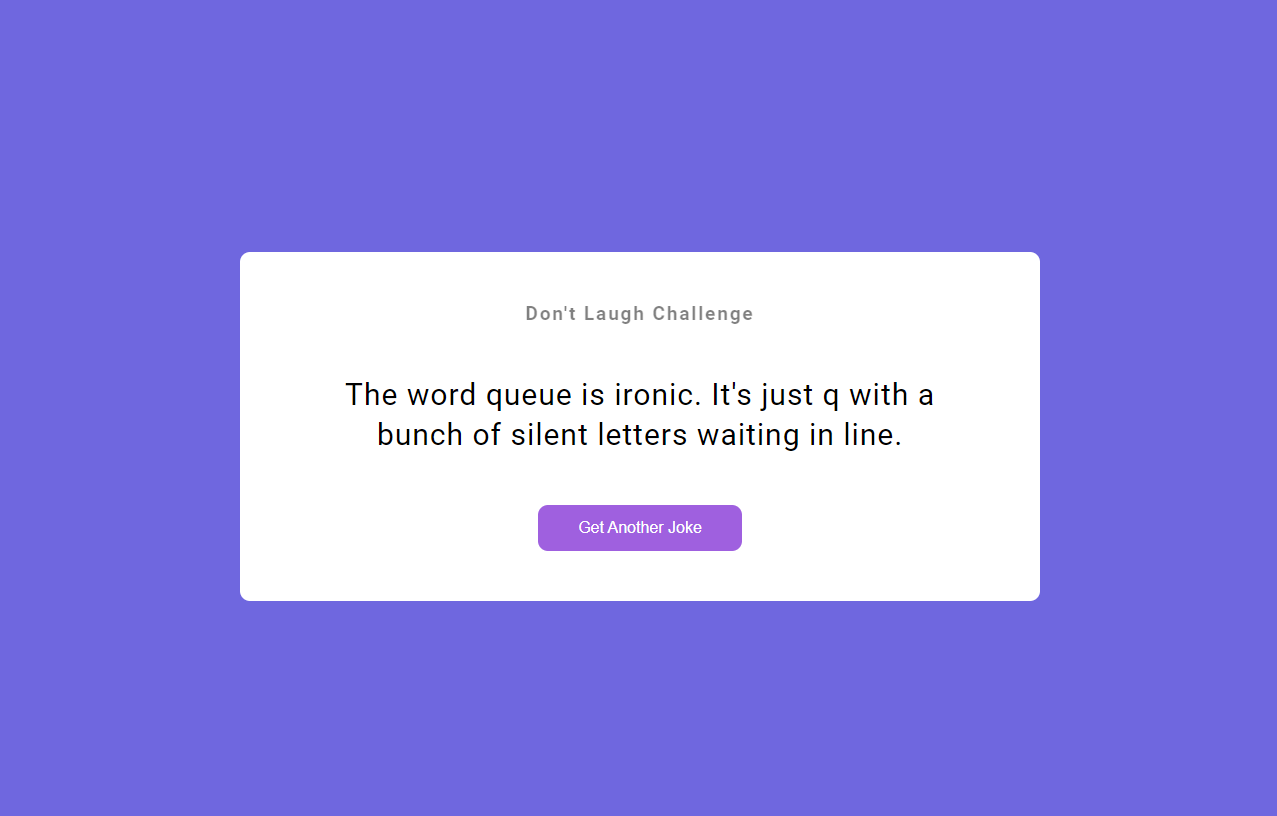 Don't Laugh Challenge
The word queue is ironic. It's just q with a
bunch of silent letters waiting in line.
Get Another Joke